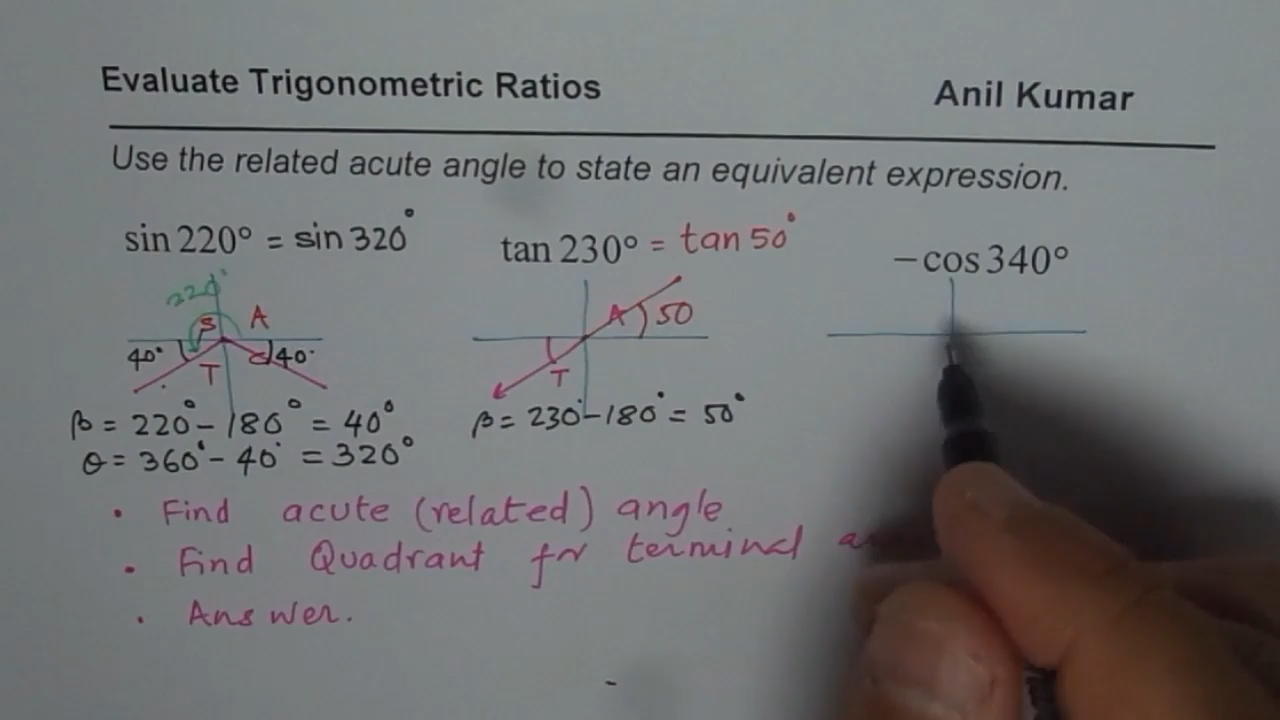 Evaluate Trigonometric Ratios Anil Kumar
Use the related acute angle to state an equivalent expression.
sin 220° = sin 320° tan 230° = tan 50° −cos 340°
220°
S A A 50
40° T C 40° T
β = 220° − 180° = 40° β = 230° − 180° = 50°
θ = 360° − 40° = 320°
• Find acute (related) angle
• Find Quadrant for terminal
• Answer.